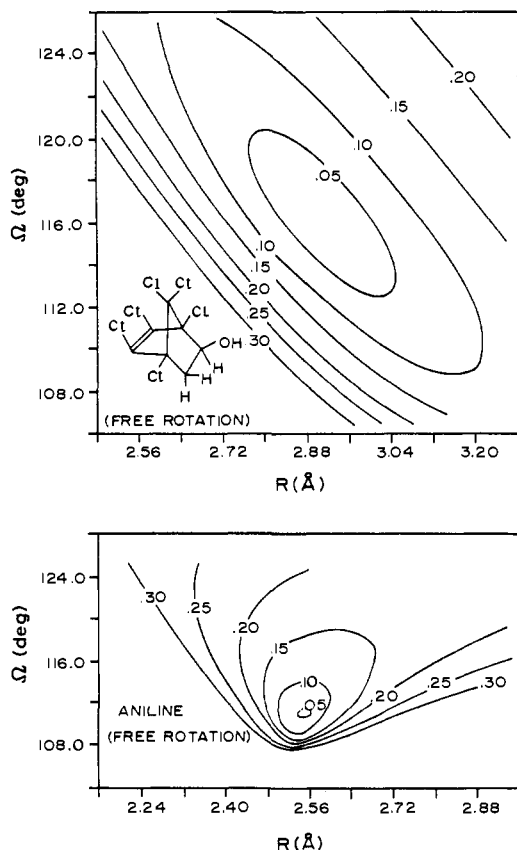 124.0
.20
.15
120.0
.10
.05
Ω (deg)
116.0
.10
.15
.20
112.0
.25
.30
Cl Cl
Cl Cl
Cl OH
Cl H
H H
108.0
(FREE ROTATION)
2.56 2.72 2.88 3.04 3.20
R (Å)
124.0
.30 .25
.20
.15
Ω (deg)
116.0
.10
.05
.20 .25 .30
ANILINE
(FREE ROTATION)
108.0
2.24 2.40 2.56 2.72 2.88
R (Å)